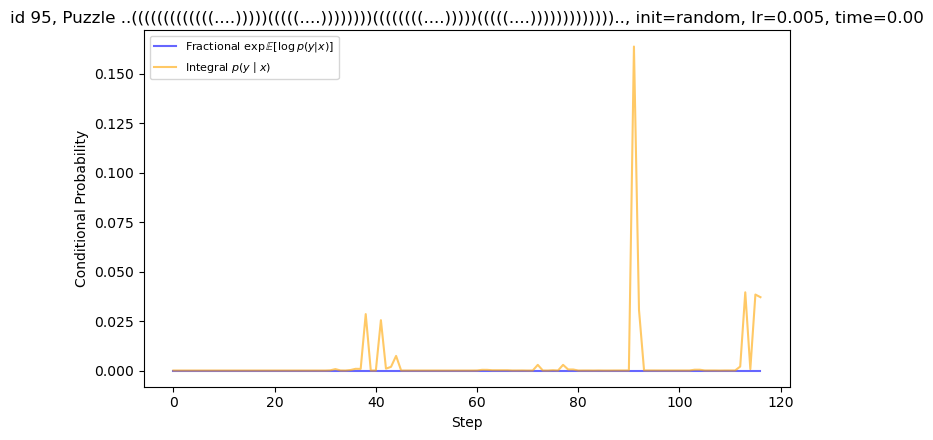 id 95, Puzzle ..(((((((((((((....)))))(((((....))))))))((((((((....)))))(((((....))))))))))))).., init=random, lr=0.005, time=0.00
Fractional exp𝔼[log p(y|x)]
Integral p(y | x)
0.150
0.125
0.100
0.075
0.050
0.025
0.000
Conditional Probability
0 20 40 60 80 100 120
Step